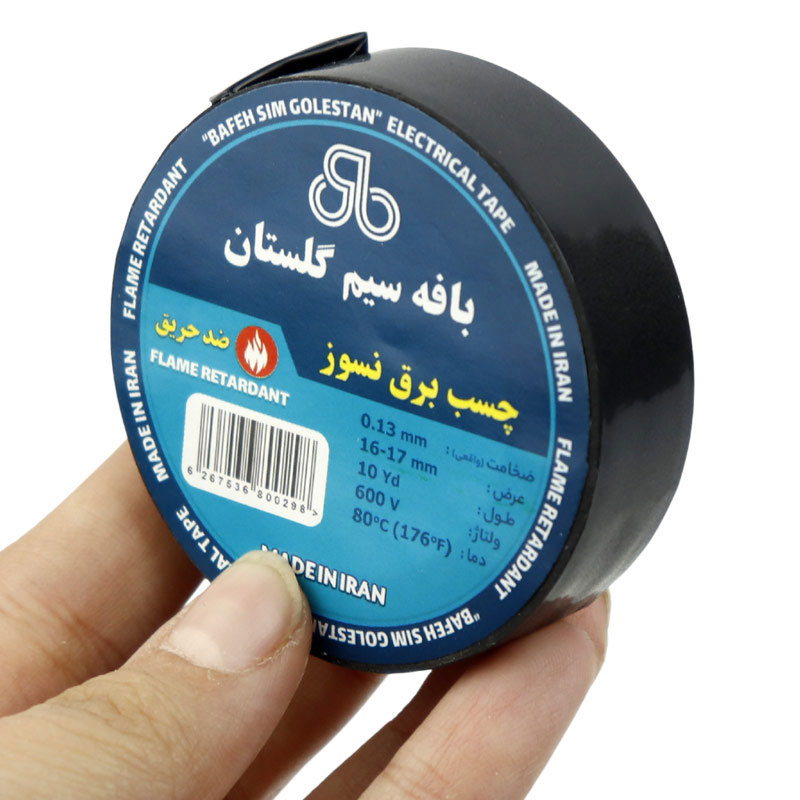 "BAFEH SIM GOLESTAN" ELECTRICAL TAPE
MADE IN IRAN
FLAME RETARDANT
"BAFEH SIM GOLESTAN
AL TAPE
MADE IN IRAN
FLAME RETARDANT
بافه سیم گلستان
چسب برق نسوز
ضد حریق
FLAME RETARDANT
ضخامت (واقعی): 0.13 mm
عرض: 16-17 mm
طول: 10 Yd
ولتاژ: 600 V
دما: 80°C (176°F)
6 267536 800298 >
MADE IN IRAN